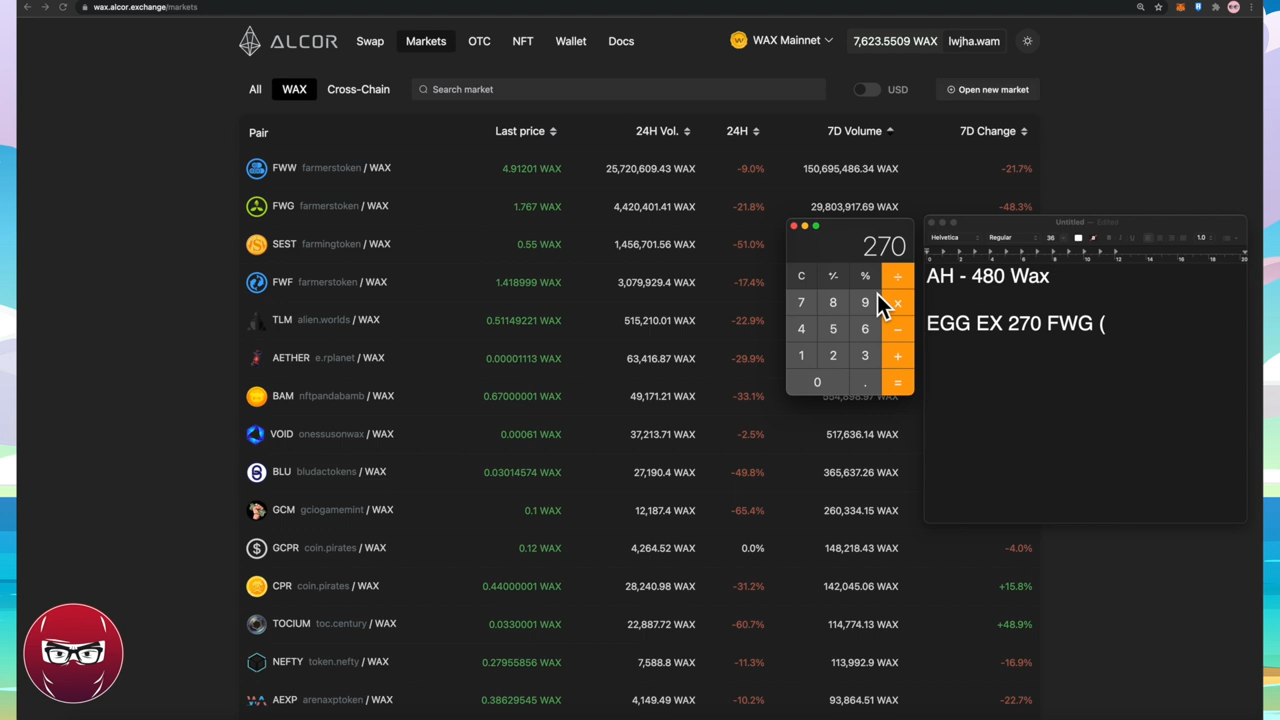 wax.alcor.exchange/markets
ALCOR Swap Markets OTC NFT Wallet Docs WAX Mainnet 7,623.5509 WAX lwjha.wam
All WAX Cross-Chain Search market USD Open new market
Pair Last price 24H Vol. 24H 7D Volume 7D Change
FWW farmerstoken / WAX 4.91201 WAX 25,720,609.43 WAX -9.0% 150,695,486.34 WAX -21.7%
FWG farmerstoken / WAX 1.767 WAX 4,420,401.41 WAX -21.8% 29,803,917.69 WAX -48.3%
SEST farmingtoken / WAX 0.55 WAX 1,456,701.56 WAX -51.0%
FWF farmerstoken / WAX 1.418999 WAX 3,079,929.4 WAX -17.4%
TLM alien.worlds / WAX 0.51149221 WAX 515,210.01 WAX -22.9%
AETHER e.rplanet / WAX 0.00001113 WAX 63,416.87 WAX -29.9%
BAM nftpandabamb / WAX 0.67000001 WAX 49,171.21 WAX -33.1%
VOID onessusonwax / WAX 0.00061 WAX 37,213.71 WAX -2.5% 517,636.14 WAX
BLU bludactokens / WAX 0.03014574 WAX 27,190.4 WAX -49.8% 365,637.26 WAX
GCM gciogamemint / WAX 0.1 WAX 12,187.4 WAX -65.4% 260,334.15 WAX
GCPR coin.pirates / WAX 0.12 WAX 4,264.52 WAX 0.0% 148,218.43 WAX -4.0%
CPR coin.pirates / WAX 0.44000001 WAX 28,240.98 WAX -31.2% 142,045.06 WAX +15.8%
TOCIUM toc.century / WAX 0.0330001 WAX 22,887.72 WAX -60.7% 114,774.13 WAX +48.9%
NEFTY token.nefty / WAX 0.27955856 WAX 7,588.8 WAX -11.3% 113,992.9 WAX -16.9%
AEXP arenaxptoken / WAX 0.38629545 WAX 4,149.49 WAX -10.2% 93,864.51 WAX -22.7%
270
C +/- % ÷
7 8 9 ×
4 5 6 −
1 2 3 +
0 . =
Untitled — Edited
Helvetica Regular 36 B I U 1.0
0 2 4 6 8 10 12 14 16 18 20
AH - 480 Wax
EGG EX 270 FWG (